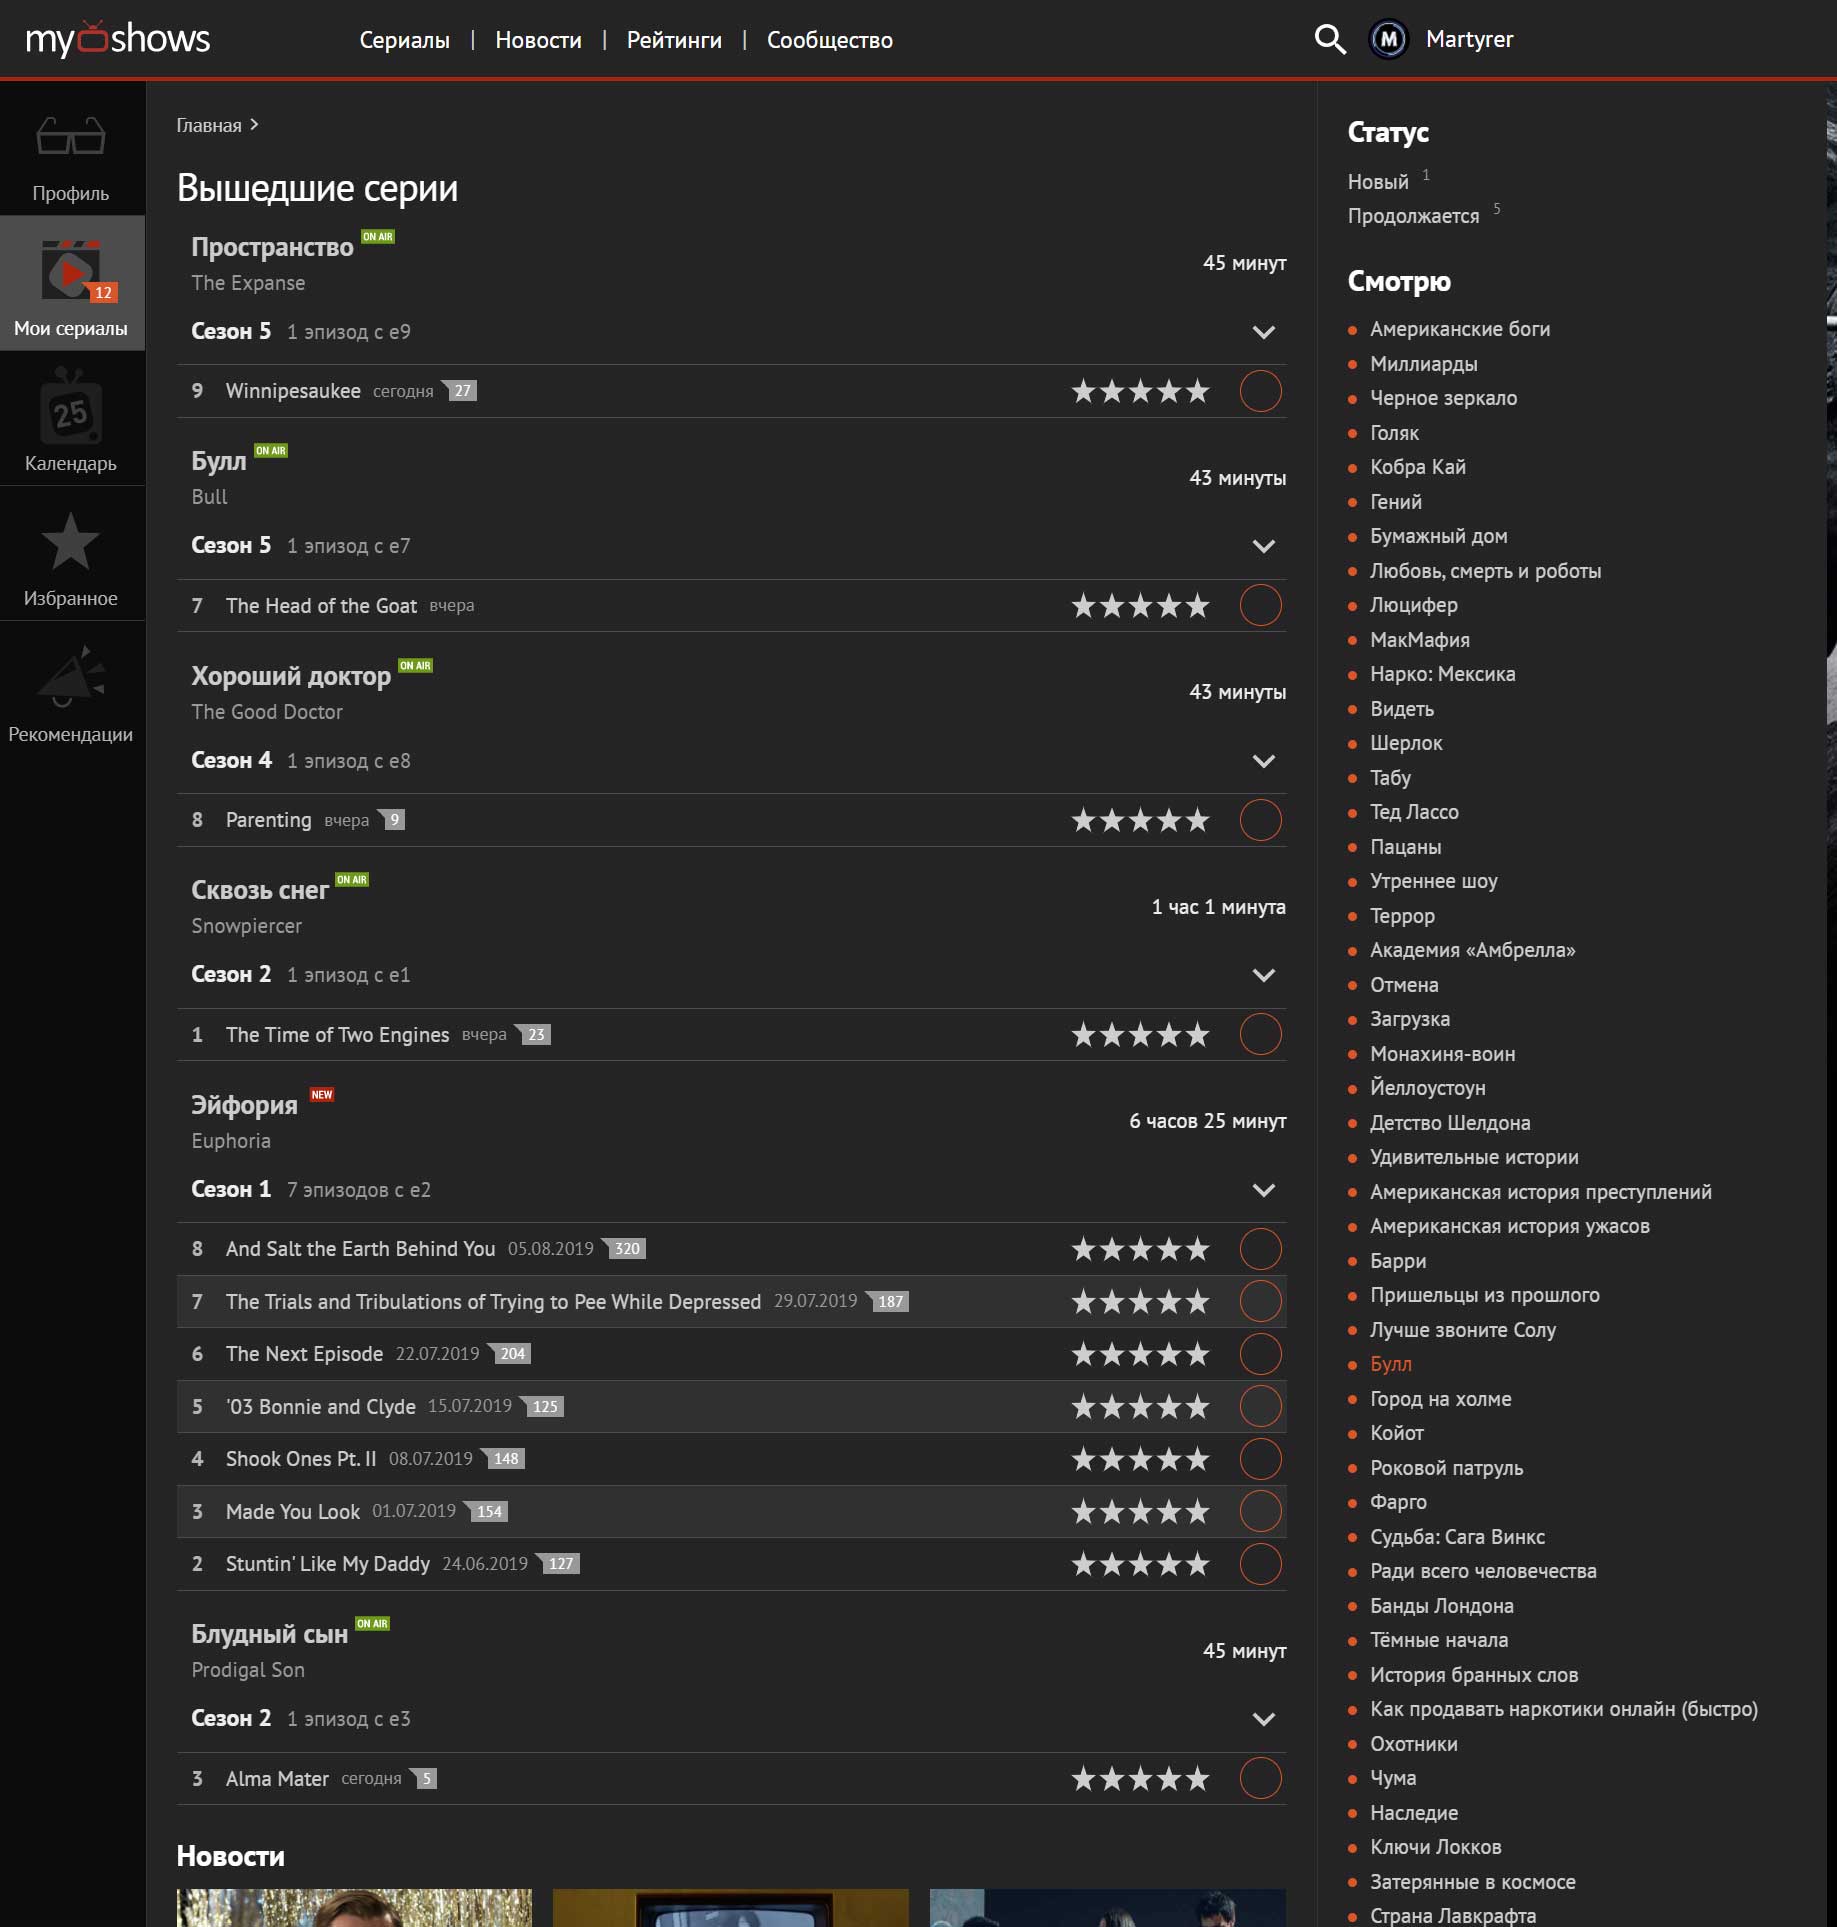 myshows
Сериалы | Новости | Рейтинги | Сообщество
M Martyrer
Профиль
12
Мои сериалы
25
Календарь
Избранное
Рекомендации
Главная
Вышедшие серии
Пространство ON AIR
The Expanse
45 минут
Сезон 5 1 эпизод с e9
9 Winnipesaukee сегодня 27
Булл ON AIR
Bull
43 минуты
Сезон 5 1 эпизод с e7
7 The Head of the Goat вчера
Хороший доктор ON AIR
The Good Doctor
43 минуты
Сезон 4 1 эпизод с e8
8 Parenting вчера 9
Сквозь снег ON AIR
Snowpiercer
1 час 1 минута
Сезон 2 1 эпизод с e1
1 The Time of Two Engines вчера 23
Эйфория NEW
Euphoria
6 часов 25 минут
Сезон 1 7 эпизодов с e2
8 And Salt the Earth Behind You 05.08.2019 320
7 The Trials and Tribulations of Trying to Pee While Depressed 29.07.2019 187
6 The Next Episode 22.07.2019 204
5 '03 Bonnie and Clyde 15.07.2019 125
4 Shook Ones Pt. II 08.07.2019 148
3 Made You Look 01.07.2019 154
2 Stuntin' Like My Daddy 24.06.2019 127
Блудный сын ON AIR
Prodigal Son
45 минут
Сезон 2 1 эпизод с e3
3 Alma Mater сегодня 5
Новости
Статус
Новый 1
Продолжается 5
Смотрю
Американские боги
Миллиарды
Черное зеркало
Голяк
Кобра Кай
Гений
Бумажный дом
Любовь, смерть и роботы
Люцифер
МакМафия
Нарко: Мексика
Видеть
Шерлок
Табу
Тед Лассо
Пацаны
Утреннее шоу
Террор
Академия «Амбрелла»
Отмена
Загрузка
Монахиня-воин
Йеллоустоун
Детство Шелдона
Удивительные истории
Американская история преступлений
Американская история ужасов
Барри
Пришельцы из прошлого
Лучше звоните Солу
Булл
Город на холме
Койот
Роковой патруль
Фарго
Судьба: Сага Винкс
Ради всего человечества
Банды Лондона
Тёмные начала
История бранных слов
Как продавать наркотики онлайн (быстро)
Охотники
Чума
Наследие
Ключи Локков
Затерянные в космосе
Страна Лавкрафта